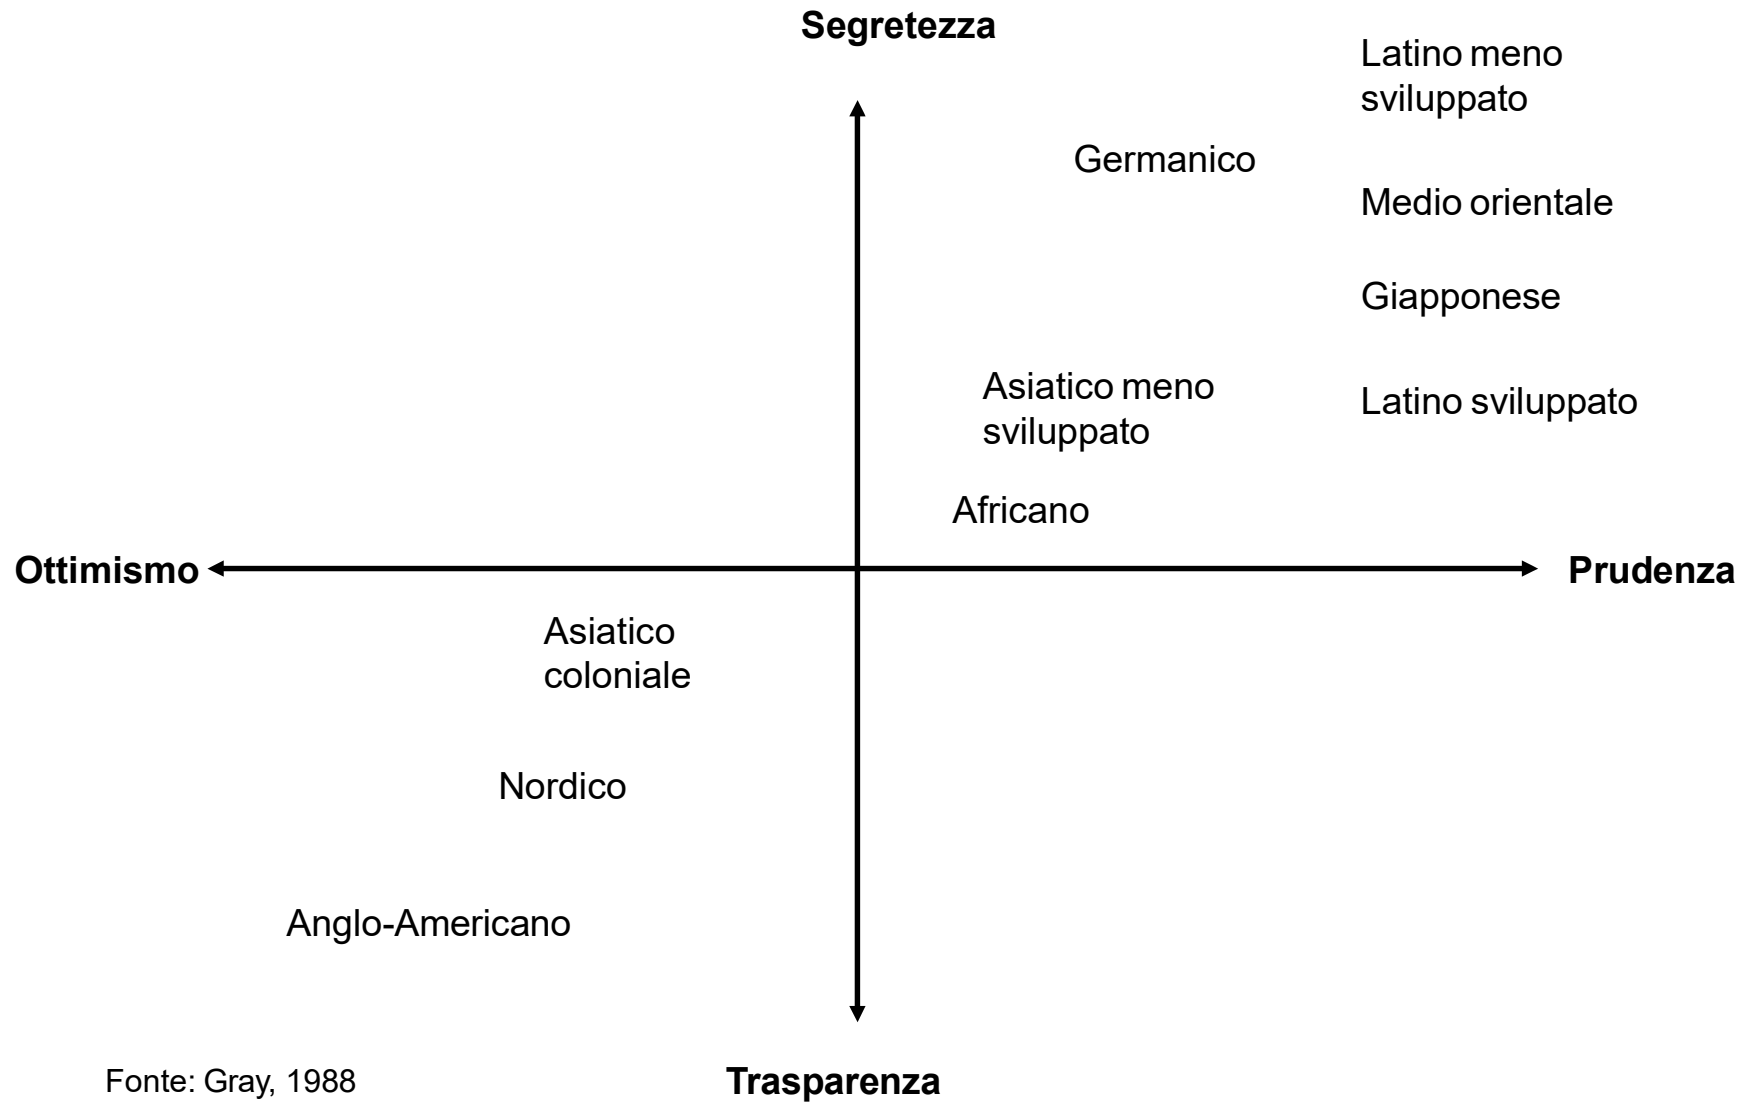 Segretezza
Latino meno
sviluppato
Germanico
Medio orientale
Giapponese
Asiatico meno
sviluppato
Latino sviluppato
Africano
Ottimismo
Prudenza
Asiatico
coloniale
Nordico
Anglo-Americano
Fonte: Gray, 1988
Trasparenza